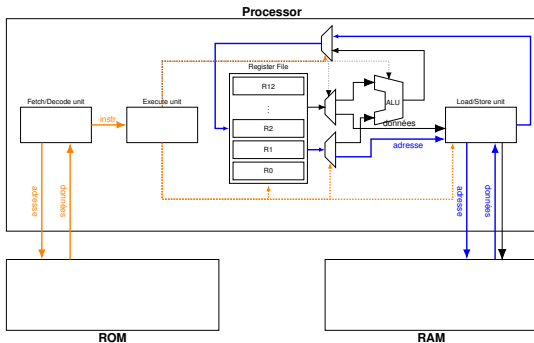 Processor
Register File
R12
⋮
R2
R1
R0
ALU
Fetch/Decode unit
instr.
Execute unit
Load/Store unit
données
adresse
adresse
données
adresse
données
ROM
RAM